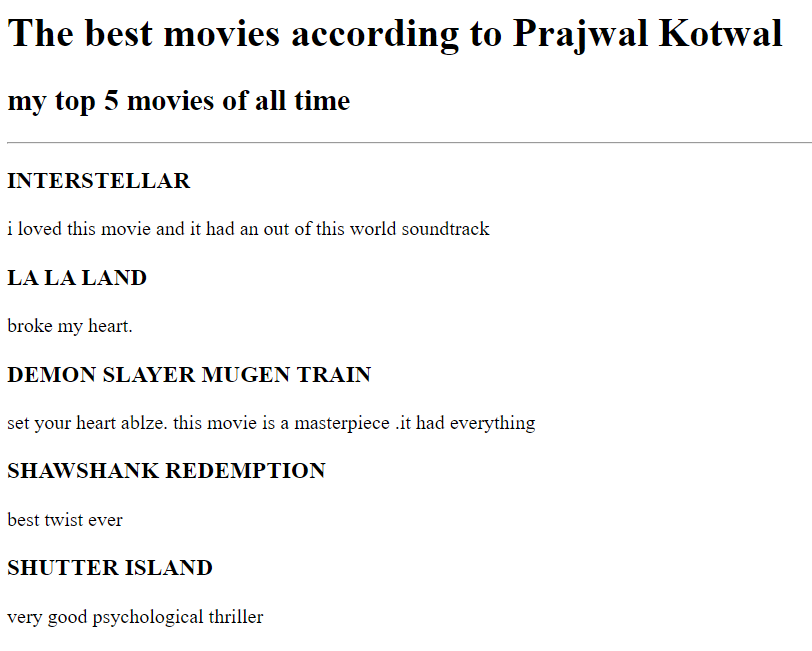 The best movies according to Prajwal Kotwal
my top 5 movies of all time
INTERSTELLAR
i loved this movie and it had an out of this world soundtrack
LA LA LAND
broke my heart.
DEMON SLAYER MUGEN TRAIN
set your heart ablze. this movie is a masterpiece .it had everything
SHAWSHANK REDEMPTION
best twist ever
SHUTTER ISLAND
very good psychological thriller